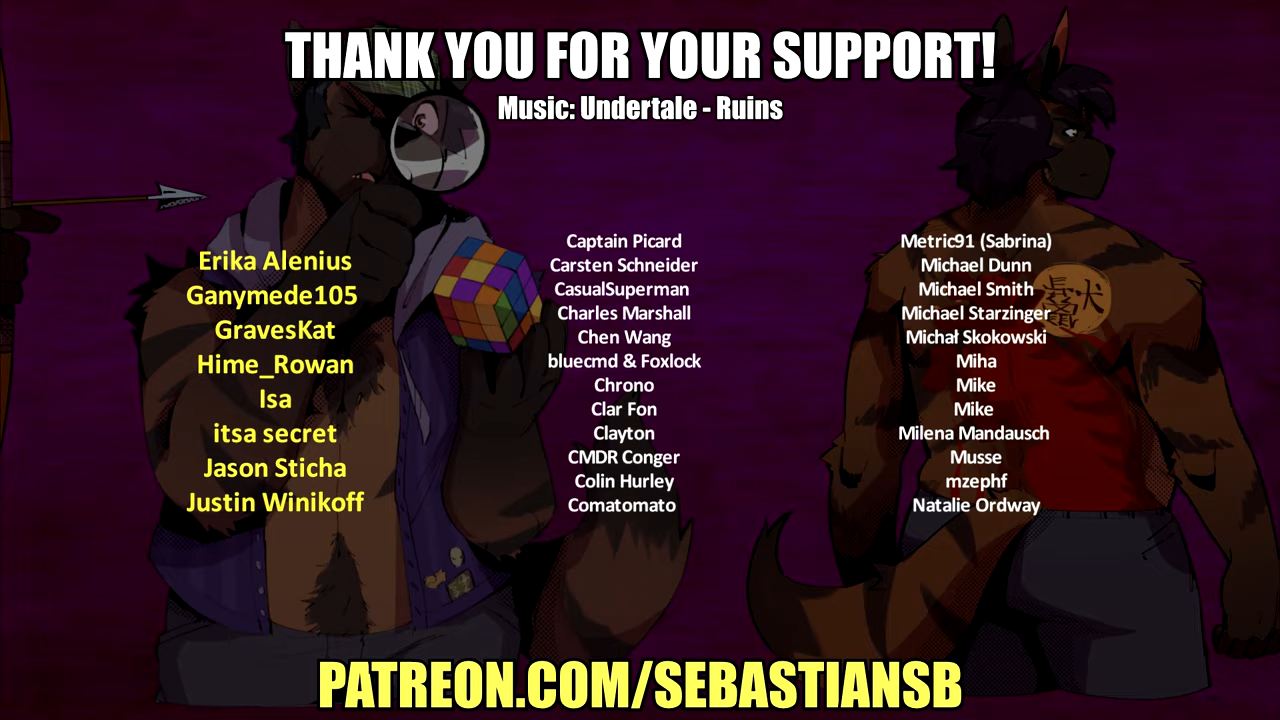 THANK YOU FOR YOUR SUPPORT!
Music: Undertale - Ruins
Erika Alenius
Ganymede105
GravesKat
Hime_Rowan
Isa
itsa secret
Jason Sticha
Justin Winikoff
Captain Picard
Carsten Schneider
CasualSuperman
Charles Marshall
Chen Wang
bluecmd & Foxlock
Chrono
Clar Fon
Clayton
CMDR Conger
Colin Hurley
Comatomato
Metric91 (Sabrina)
Michael Dunn
Michael Smith
Michael Starzinger
Michał Skokowski
Miha
Mike
Mike
Milena Mandausch
Musse
mzephf
Natalie Ordway
PATREON.COM/SEBASTIANSB